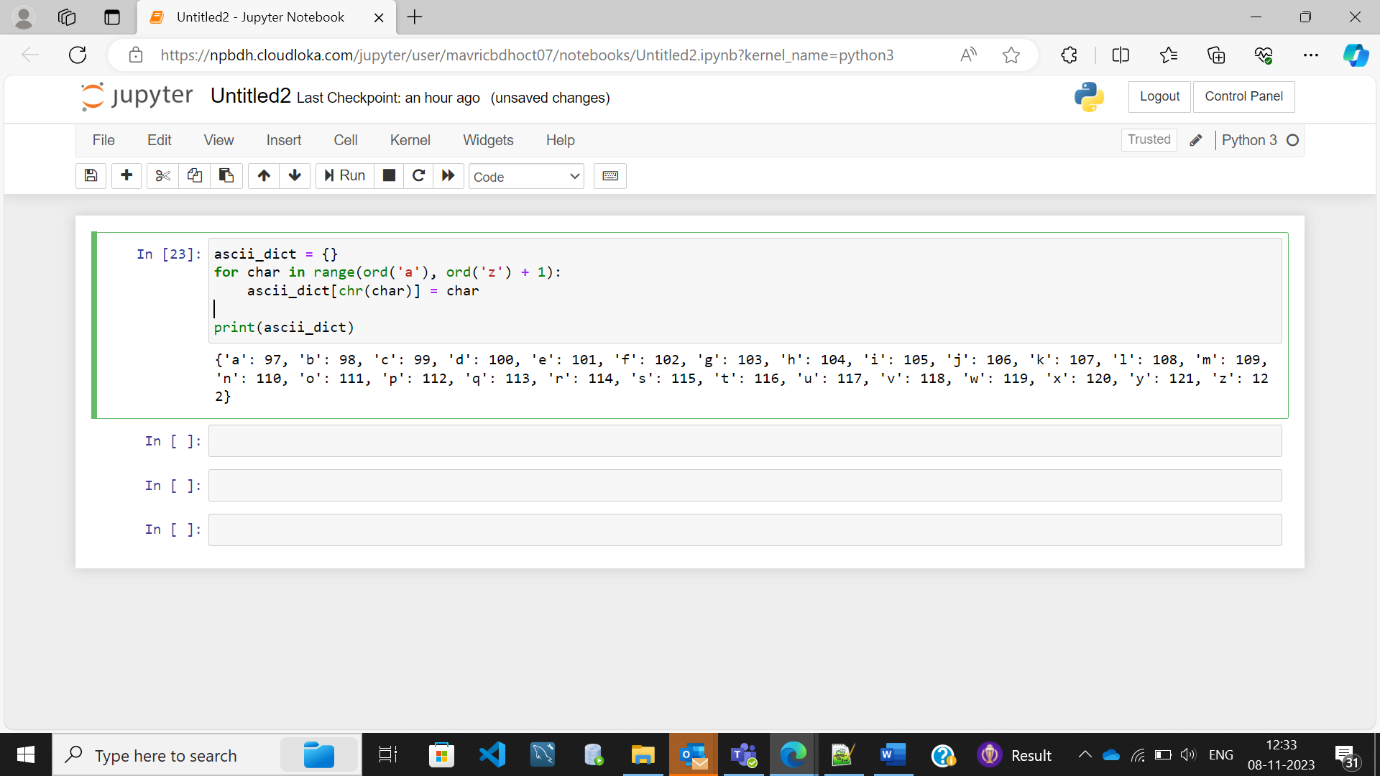 Untitled2 - Jupyter Notebook
https://npbdh.cloudloka.com/jupyter/user/mavricbdhoct07/notebooks/Untitled2.ipynb?kernel_name=python3
jupyter Untitled2 Last Checkpoint: an hour ago (unsaved changes) Logout Control Panel
File Edit View Insert Cell Kernel Widgets Help Trusted Python 3
Run Code
In [23]: ascii_dict = {}
for char in range(ord('a'), ord('z') + 1):
    ascii_dict[chr(char)] = char
print(ascii_dict)
{'a': 97, 'b': 98, 'c': 99, 'd': 100, 'e': 101, 'f': 102, 'g': 103, 'h': 104, 'i': 105, 'j': 106, 'k': 107, 'l': 108, 'm': 109,
'n': 110, 'o': 111, 'p': 112, 'q': 113, 'r': 114, 's': 115, 't': 116, 'u': 117, 'v': 118, 'w': 119, 'x': 120, 'y': 121, 'z': 12
2}
In [ ]:
In [ ]:
In [ ]:
Type here to search Result ENG 12:33
08-11-2023 31